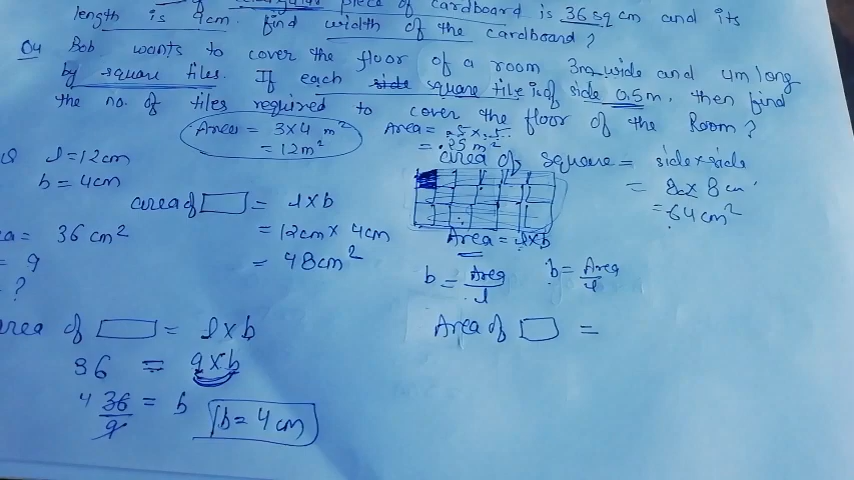 piece of cardboard is 36 sq cm and its
length is 9cm. find width of the cardboard?
Q4 Bob wants to cover the floor of a room 3m wide and 4m long
by square tiles. If each side square tile is of side 0.5m, then find
the no. of tiles required to cover the floor of the Room?
Area = 3×4 m²
= 12m²
Area = .5×.5
= .25 m²
l = 12cm
b = 4cm
area of = l×b
= 12cm × 4cm
= 48cm²
area of square = side×side
= 8×8 cm
= 64cm²
Area = l×b
b = Area/l
b = Area/l
Area of =
a = 36 cm²
= 9
?
rea of = l×b
36 = 9×b
4 36/9 = b
b = 4cm